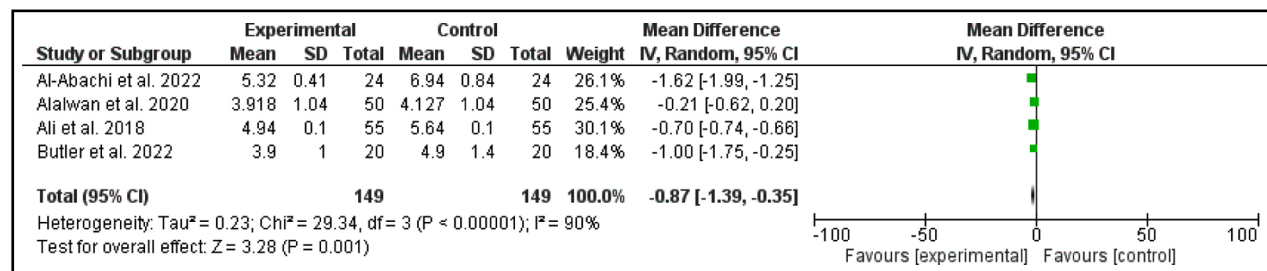 Experimental Control Mean Difference Mean Difference
Study or Subgroup Mean SD Total Mean SD Total Weight IV, Random, 95% CI IV, Random, 95% CI
Al-Abachi et al. 2022 5.32 0.41 24 6.94 0.84 24 26.1% -1.62 [-1.99, -1.25]
Alalwan et al. 2020 3.918 1.04 50 4.127 1.04 50 25.4% -0.21 [-0.62, 0.20]
Ali et al. 2018 4.94 0.1 55 5.64 0.1 55 30.1% -0.70 [-0.74, -0.66]
Butler et al. 2022 3.9 1 20 4.9 1.4 20 18.4% -1.00 [-1.75, -0.25]
Total (95% CI) 149 149 100.0% -0.87 [-1.39, -0.35]
Heterogeneity: Tau² = 0.23; Chi² = 29.34, df = 3 (P < 0.00001); I² = 90%
Test for overall effect: Z = 3.28 (P = 0.001)
-100 -50 0 50 100
Favours [experimental] Favours [control]